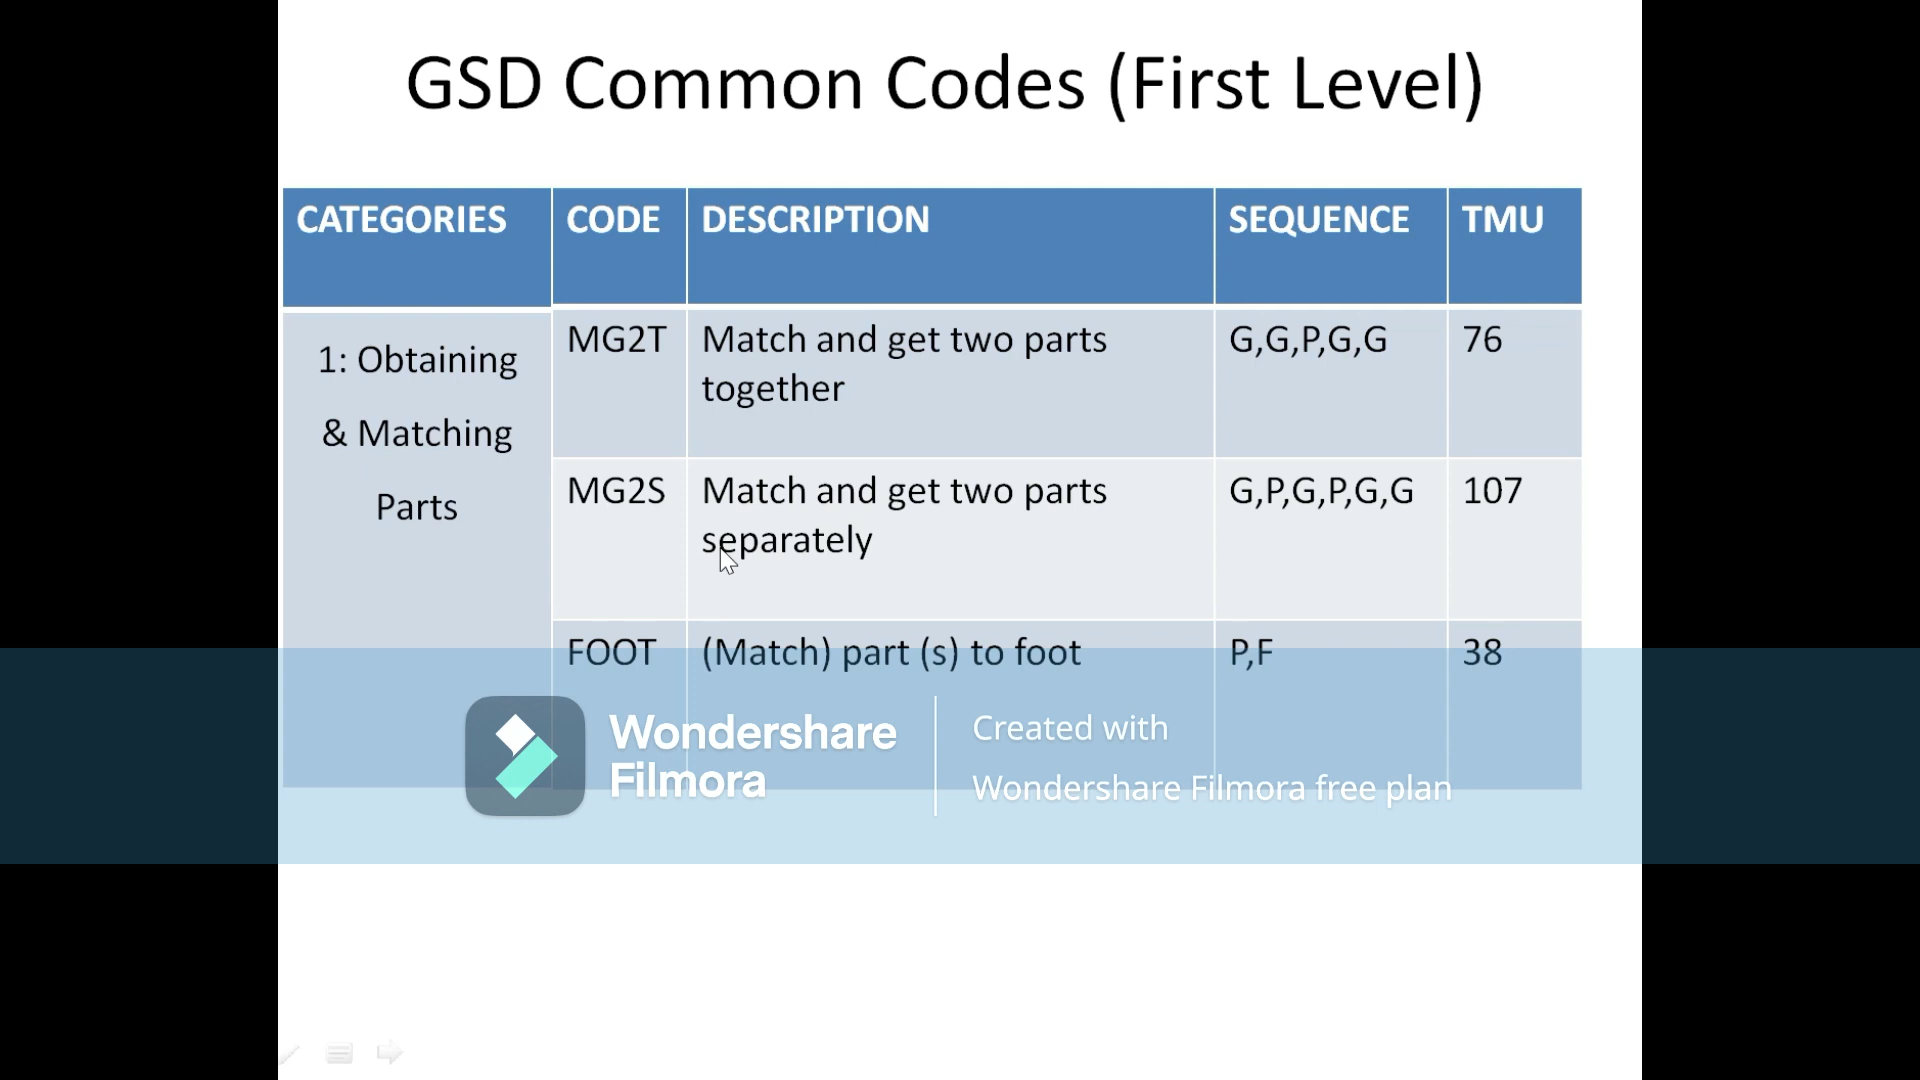 GSD Common Codes (First Level)
CATEGORIES CODE DESCRIPTION SEQUENCE TMU
1: Obtaining
& Matching
Parts
MG2T Match and get two parts G,G,P,G,G 76
together
MG2S Match and get two parts G,P,G,P,G,G 107
separately
FOOT (Match) part (s) to foot P,F 38
Wondershare
Filmora
Created with
Wondershare Filmora free plan